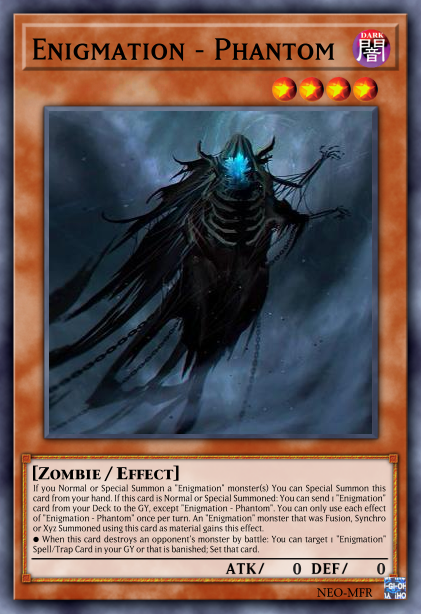 Enigmation - Phantom
DARK
闇
[Zombie / Effect]
If you Normal or Special Summon a "Enigmation" monster(s) You can Special Summon this
card from your hand. If this card is Normal or Special Summoned: You can send 1 "Enigmation"
card from your Deck to the GY, except "Enigmation - Phantom". You can only use each effect
of "Enigmation - Phantom" once per turn. An "Enigmation" monster that was Fusion, Synchro
or Xyz Summoned using this card as material gains this effect.
● When this card destroys an opponent's monster by battle: You can target 1 "Enigmation"
Spell/Trap Card in your GY or that is banished; Set that card.
ATK/ 0 DEF/ 0
NEO-MFR